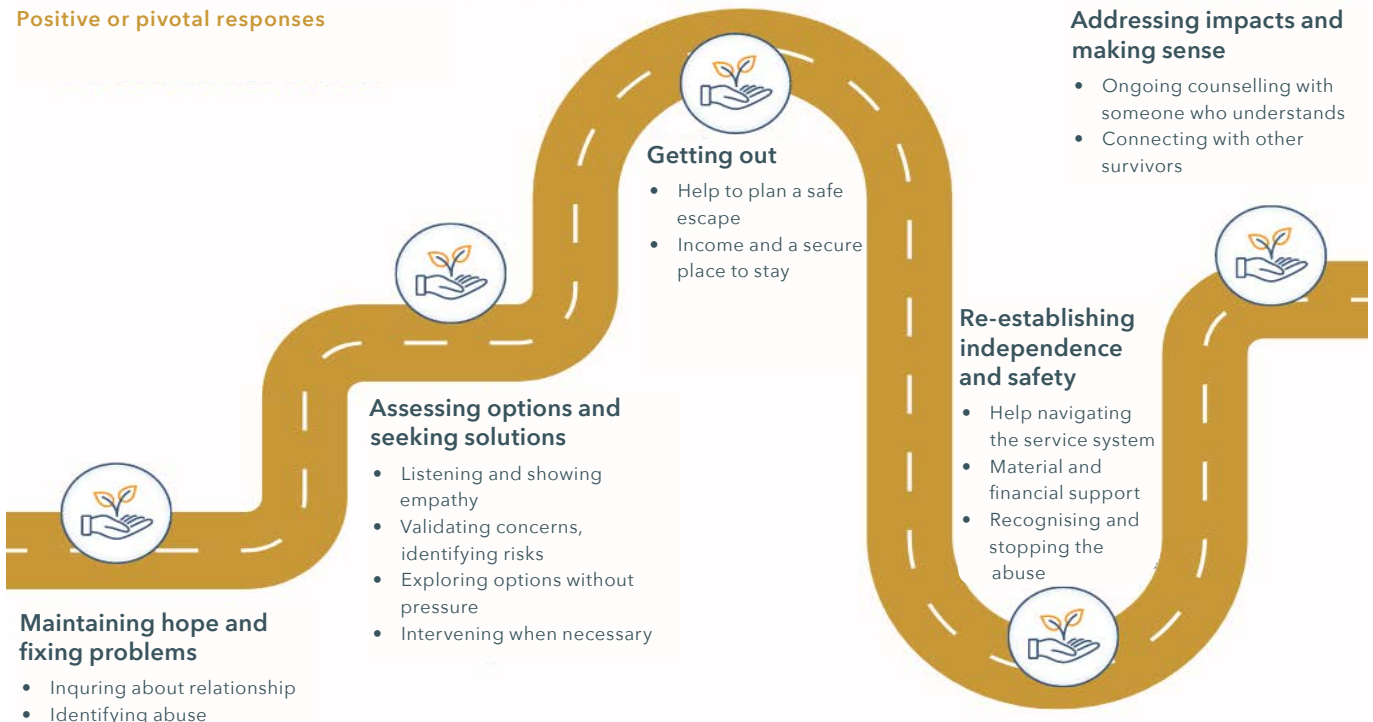 Positive or pivotal responses
Maintaining hope and
fixing problems
• Inquring about relationship
• Identifying abuse
Assessing options and
seeking solutions
• Listening and showing
empathy
• Validating concerns,
identifying risks
• Exploring options without
pressure
• Intervening when necessary
Getting out
• Help to plan a safe
escape
• Income and a secure
place to stay
Re-establishing
independence
and safety
• Help navigating
the service system
• Material and
financial support
• Recognising and
stopping the
abuse
Addressing impacts and
making sense
• Ongoing counselling with
someone who understands
• Connecting with other
survivors